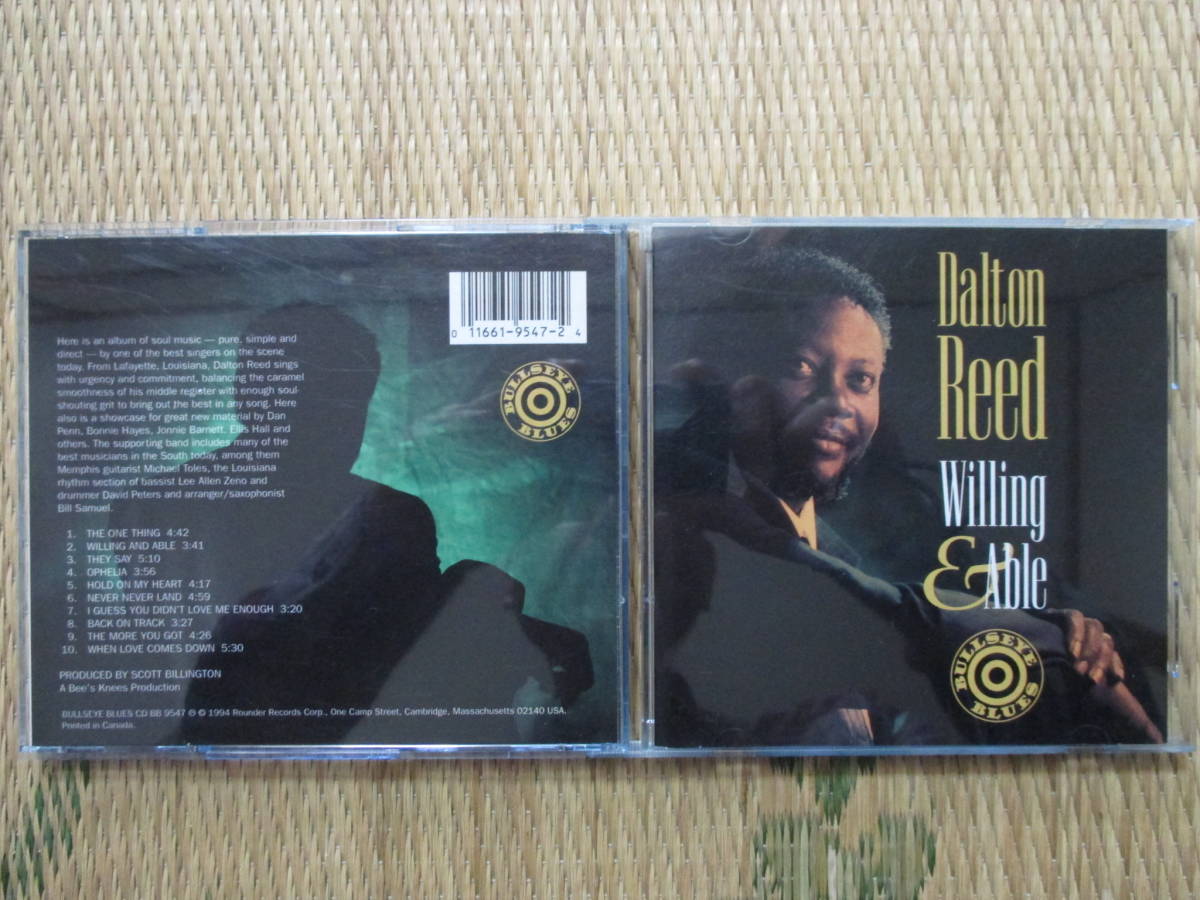 Here is an album of soul music — pure, simple and
direct — by one of the best singers on the scene
today. From Lafayette, Louisiana, Dalton Reed sings
with urgency and commitment, balancing the caramel
smoothness of his middle register with enough soul-
shouting grit to bring out the best in any song. Here
also is a showcase for great new material by Dan
Penn, Bonnie Hayes, Jonnie Barnett, Ellis Hall and
others. The supporting band includes many of the
best musicians in the South today, among them
Memphis guitarist Michael Toles, the Louisiana
rhythm section of bassist Lee Allen Zeno and
drummer David Peters and arranger/saxophonist
Bill Samuel.
1. THE ONE THING 4:42
2. WILLING AND ABLE 3:41
3. THEY SAY 5:10
4. OPHELIA 3:56
5. HOLD ON MY HEART 4:17
6. NEVER NEVER LAND 4:59
7. I GUESS YOU DIDN'T LOVE ME ENOUGH 3:20
8. BACK ON TRACK 3:27
9. THE MORE YOU GOT 4:26
10. WHEN LOVE COMES DOWN 5:30
PRODUCED BY SCOTT BILLINGTON
A Bee's Knees Production
BULLSEYE BLUES CD BB 9547 ℗ © 1994 Rounder Records Corp., One Camp Street, Cambridge, Massachusetts 02140 USA.
Printed in Canada.
0 11661-9547-2 4
BULLSEYE
BLUES
Dalton
Reed
Willing
& Able
BULLSEYE
BLUES